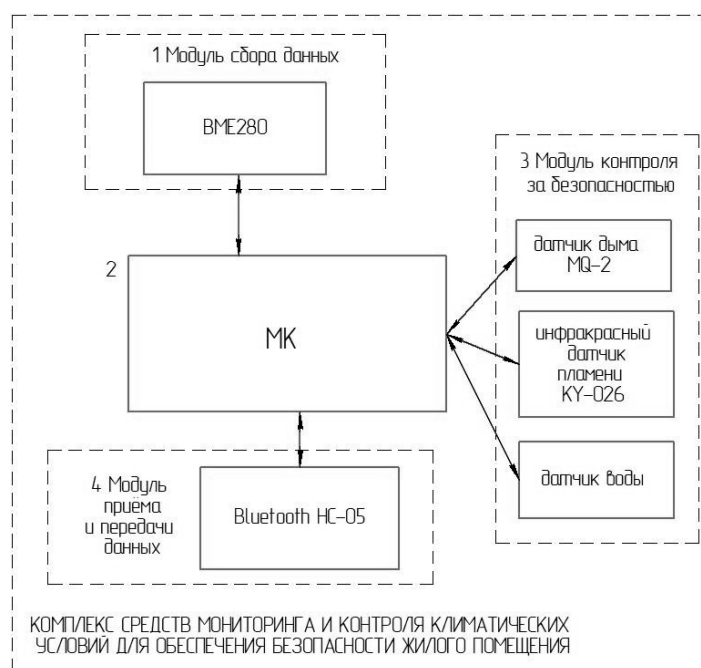 1 Модуль сбора данных
BME280
3 Модуль контроля
за безопасностью
датчик дыма
MQ-2
2
МК
инфракрасный
датчик
пламени
KY-026
4 Модуль
приёма
и передачи
данных
Bluetooth HC-05
датчик воды
КОМПЛЕКС СРЕДСТВ МОНИТОРИНГА И КОНТРОЛЯ КЛИМАТИЧЕСКИХ
УСЛОВИЙ ДЛЯ ОБЕСПЕЧЕНИЯ БЕЗОПАСНОСТИ ЖИЛОГО ПОМЕЩЕНИЯ